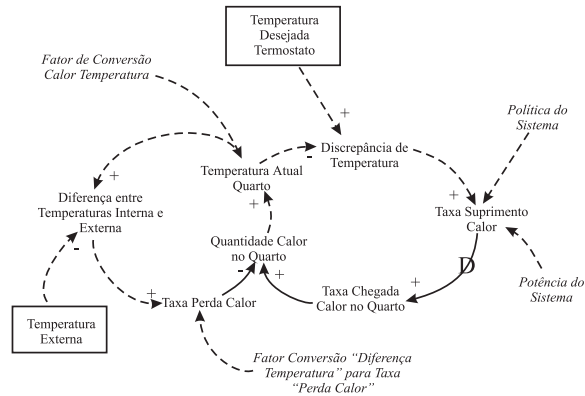 Temperatura
Desejada
Termostato
Fator de Conversão
Calor Temperatura
+
Política do
Sistema
-
Discrepância de
Temperatura
Temperatura Atual
Quarto
+
Diferença entre
Temperaturas Interna e
Externa
+
+
Taxa Suprimento
Calor
-
Quantidade Calor
no Quarto
D
-
+
+
Taxa Chegada
Calor no Quarto
Potência do
Sistema
+
Taxa Perda Calor
Temperatura
Externa
Fator Conversão “Diferença
Temperatura” para Taxa
“Perda Calor”